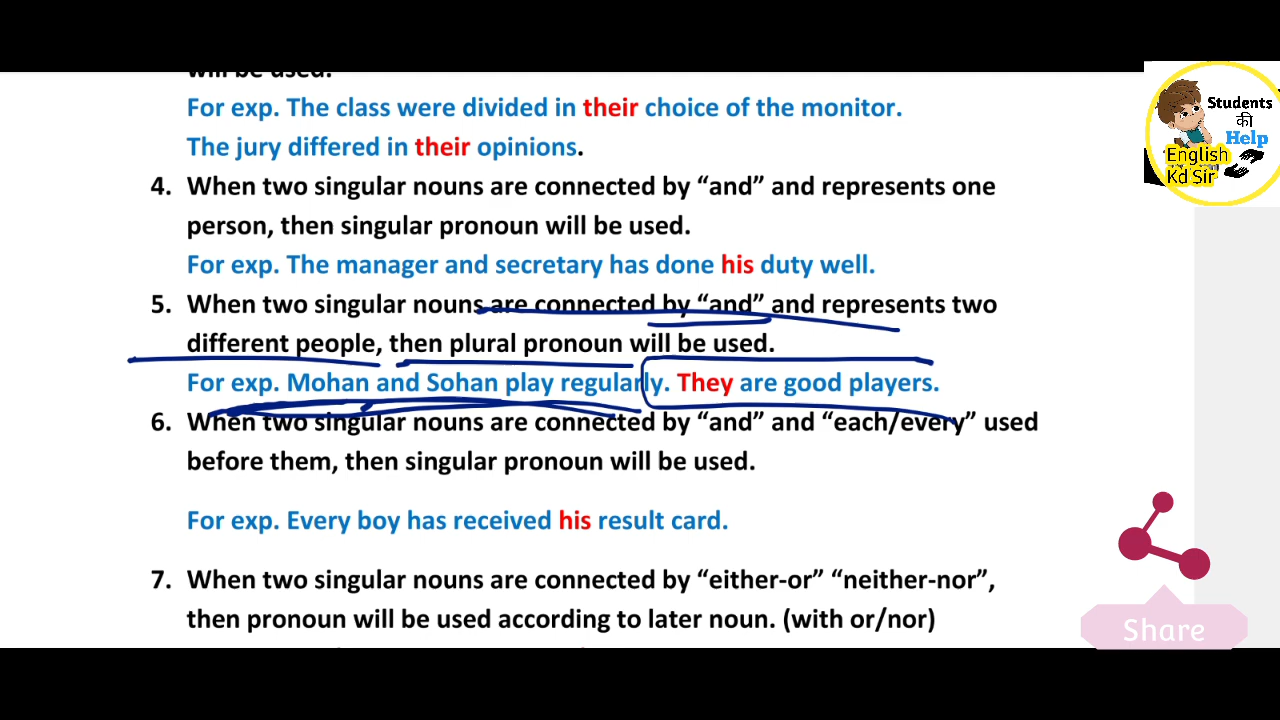 will be used.
For exp. The class were divided in their choice of the monitor.
The jury differed in their opinions.
4. When two singular nouns are connected by “and” and represents one
person, then singular pronoun will be used.
For exp. The manager and secretary has done his duty well.
5. When two singular nouns are connected by “and” and represents two
different people, then plural pronoun will be used.
For exp. Mohan and Sohan play regularly. They are good players.
6. When two singular nouns are connected by “and” and “each/every” used
before them, then singular pronoun will be used.
For exp. Every boy has received his result card.
7. When two singular nouns are connected by “either-or” “neither-nor”,
then pronoun will be used according to later noun. (with or/nor)
Students
की
Help
English
Kd Sir
Share